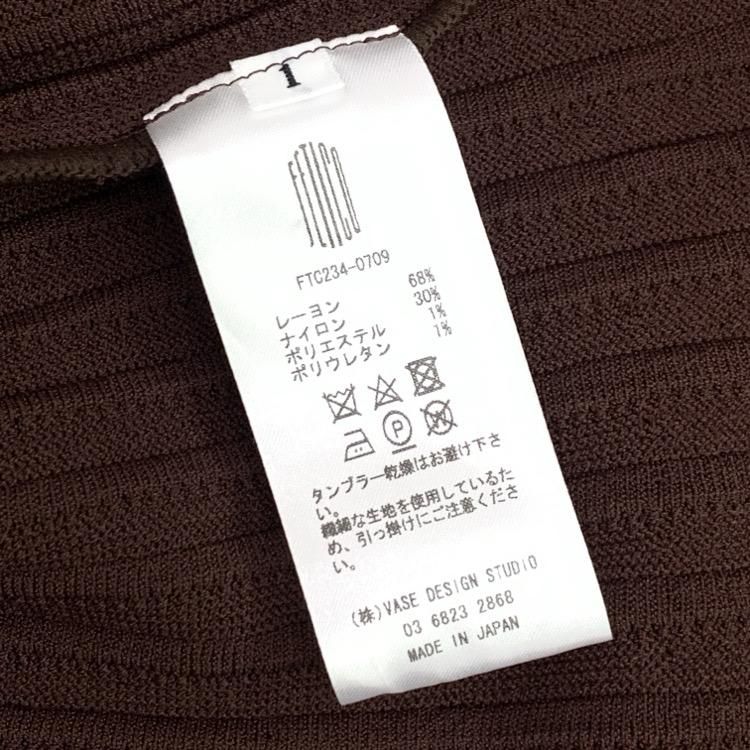 1
FETICO
FTC234-0709
レーヨン 68%
ナイロン 30%
ポリエステル 1%
ポリウレタン 1%
P
W
タンブラー乾燥はお避け下さ
い。
繊細な生地を使用しているた
め、引っ掛けにご注意くださ
い。
(株)VASE DESIGN STUDIO
03 6823 2868
MADE IN JAPAN